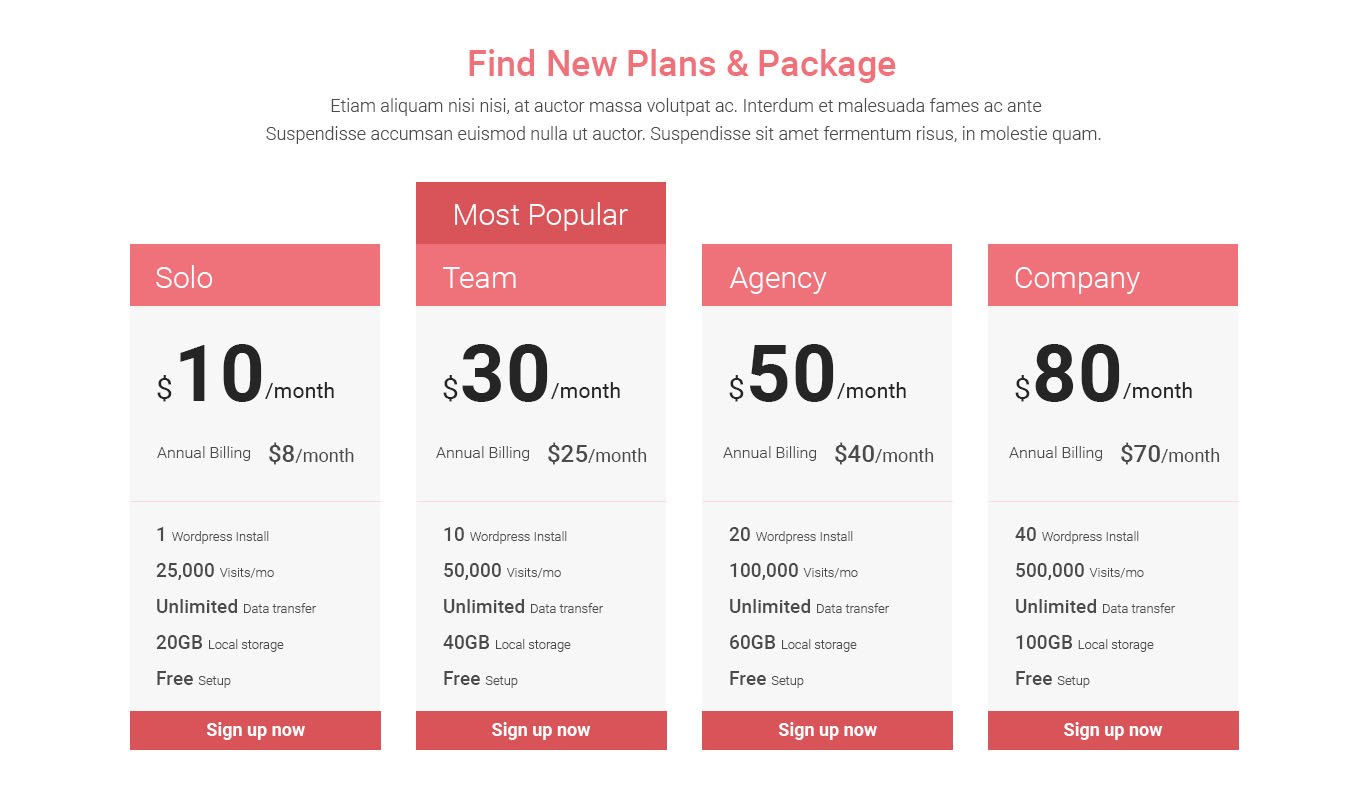 Find New Plans & Package
Etiam aliquam nisi nisi, at auctor massa volutpat ac. Interdum et malesuada fames ac ante
Suspendisse accumsan euismod nulla ut auctor. Suspendisse sit amet fermentum risus, in molestie quam.
Solo
$10/month
Annual Billing $8/month
1 Wordpress Install
25,000 Visits/mo
Unlimited Data transfer
20GB Local storage
Free Setup
Sign up now
Most Popular
Team
$30/month
Annual Billing $25/month
10 Wordpress Install
50,000 Visits/mo
Unlimited Data transfer
40GB Local storage
Free Setup
Sign up now
Agency
$50/month
Annual Billing $40/month
20 Wordpress Install
100,000 Visits/mo
Unlimited Data transfer
60GB Local storage
Free Setup
Sign up now
Company
$80/month
Annual Billing $70/month
40 Wordpress Install
500,000 Visits/mo
Unlimited Data transfer
100GB Local storage
Free Setup
Sign up now